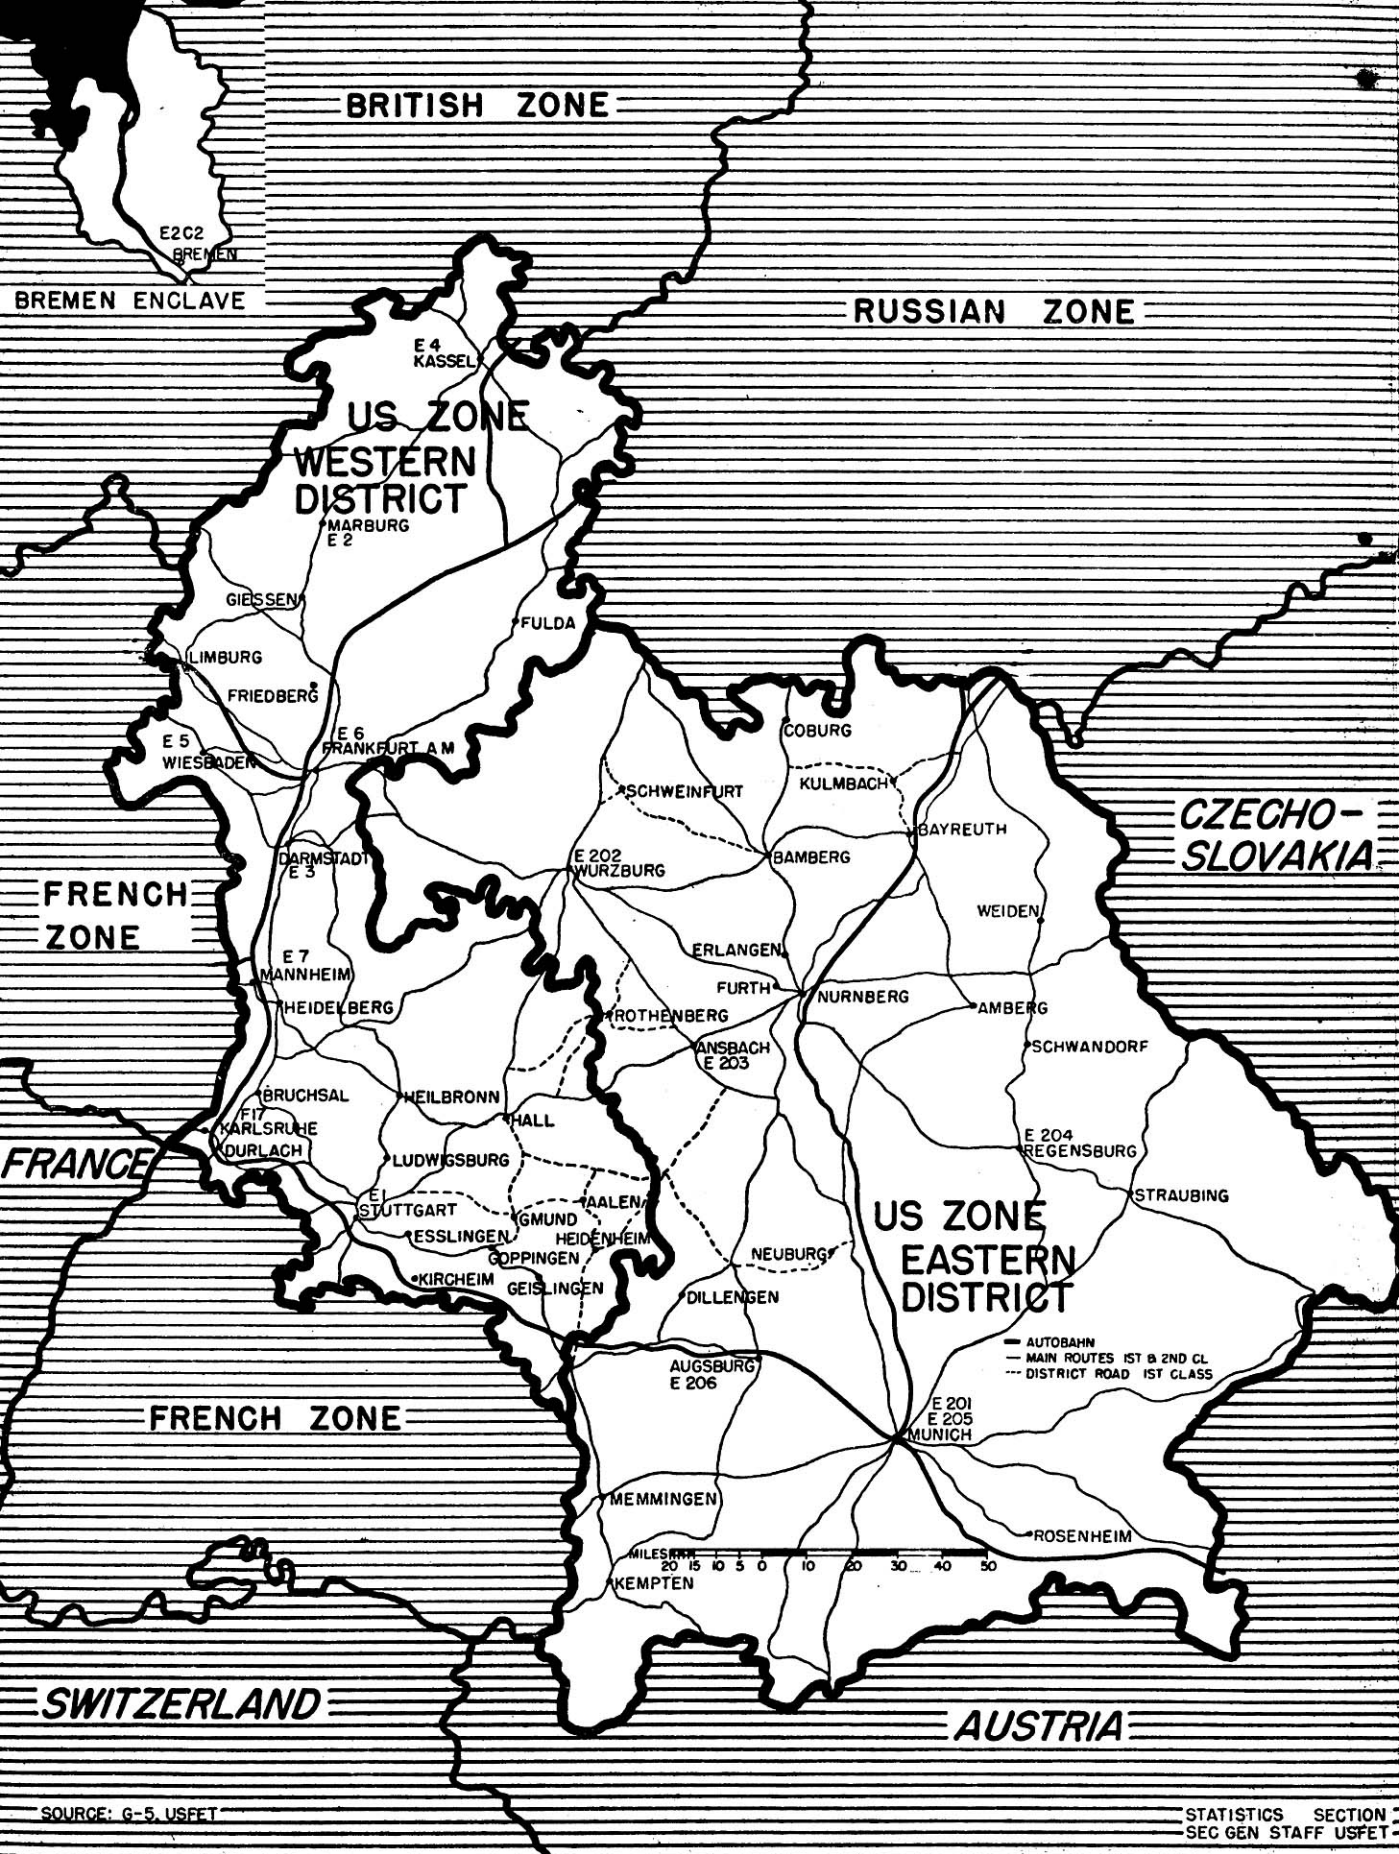 BRITISH ZONE
E2C2
BREMEN
BREMEN ENCLAVE
RUSSIAN ZONE
E 4
KASSEL
US ZONE
WESTERN
DISTRICT
MARBURG
E 2
GIESSEN
FULDA
LIMBURG
FRIEDBERG
E 6
FRANKFURT A M
E 5
WIESBADEN
COBURG
KULMBACH
SCHWEINFURT
BAYREUTH
CZECHO-
SLOVAKIA
DARMSTADT
E 3
E 202
WURZBURG
BAMBERG
FRENCH
ZONE
WEIDEN
ERLANGEN
E 7
MANNHEIM
FURTH
NURNBERG
HEIDELBERG
AMBERG
ROTHENBERG
ANSBACH
E 203
SCHWANDORF
BRUCHSAL
HEILBRONN
F17
KARLSRUHE
HALL
DURLACH
FRANCE
E 204
REGENSBURG
LUDWIGSBURG
STRAUBING
E1
STUTTGART
AALEN
GMUND
ESSLINGEN
HEIDENHEIM
GOPPINGEN
US ZONE
EASTERN
DISTRICT
NEUBURG
KIRCHEIM
GEISLINGEN
DILLENGEN
AUTOBAHN
MAIN ROUTES 1ST & 2ND CL
DISTRICT ROAD 1ST CLASS
AUGSBURG
E 206
FRENCH ZONE
E 201
E 205
MUNICH
MEMMINGEN
ROSENHEIM
MILES
20 15 10 5 0 10 20 30 40 50
KEMPTEN
SWITZERLAND
AUSTRIA
SOURCE: G-5, USFET
STATISTICS SECTION
SEC GEN STAFF USFET